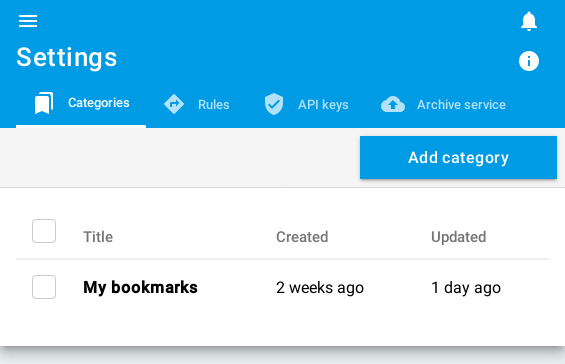 Settings
Categories Rules API keys Archive service
Add category
Title Created Updated
My bookmarks 2 weeks ago 1 day ago